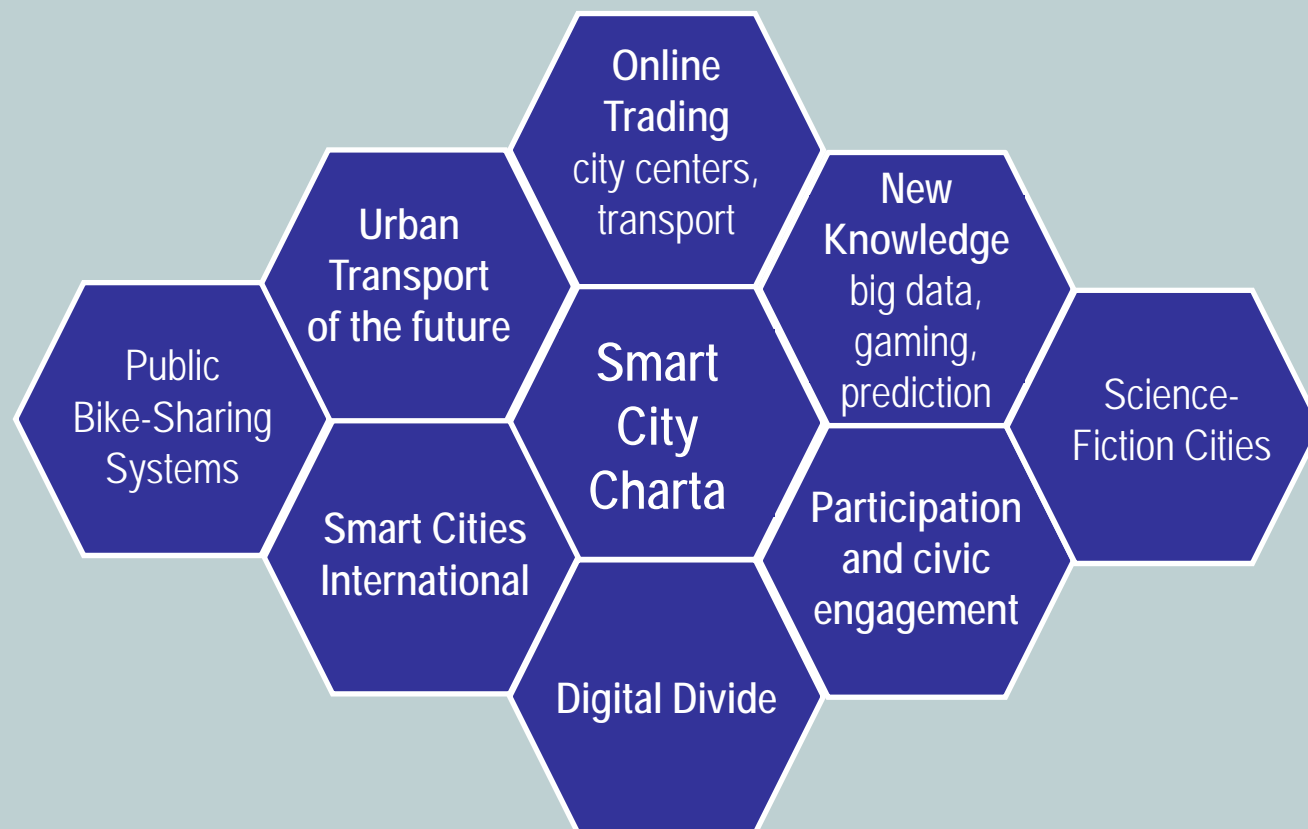 Online
Trading
city centers,
transport
New
Knowledge
big data,
gaming,
prediction
Urban
Transport
of the future
Public
Bike-Sharing
Systems
Smart
City
Charta
Science-
Fiction Cities
Smart Cities
International
Participation
and civic
engagement
Digital Divide